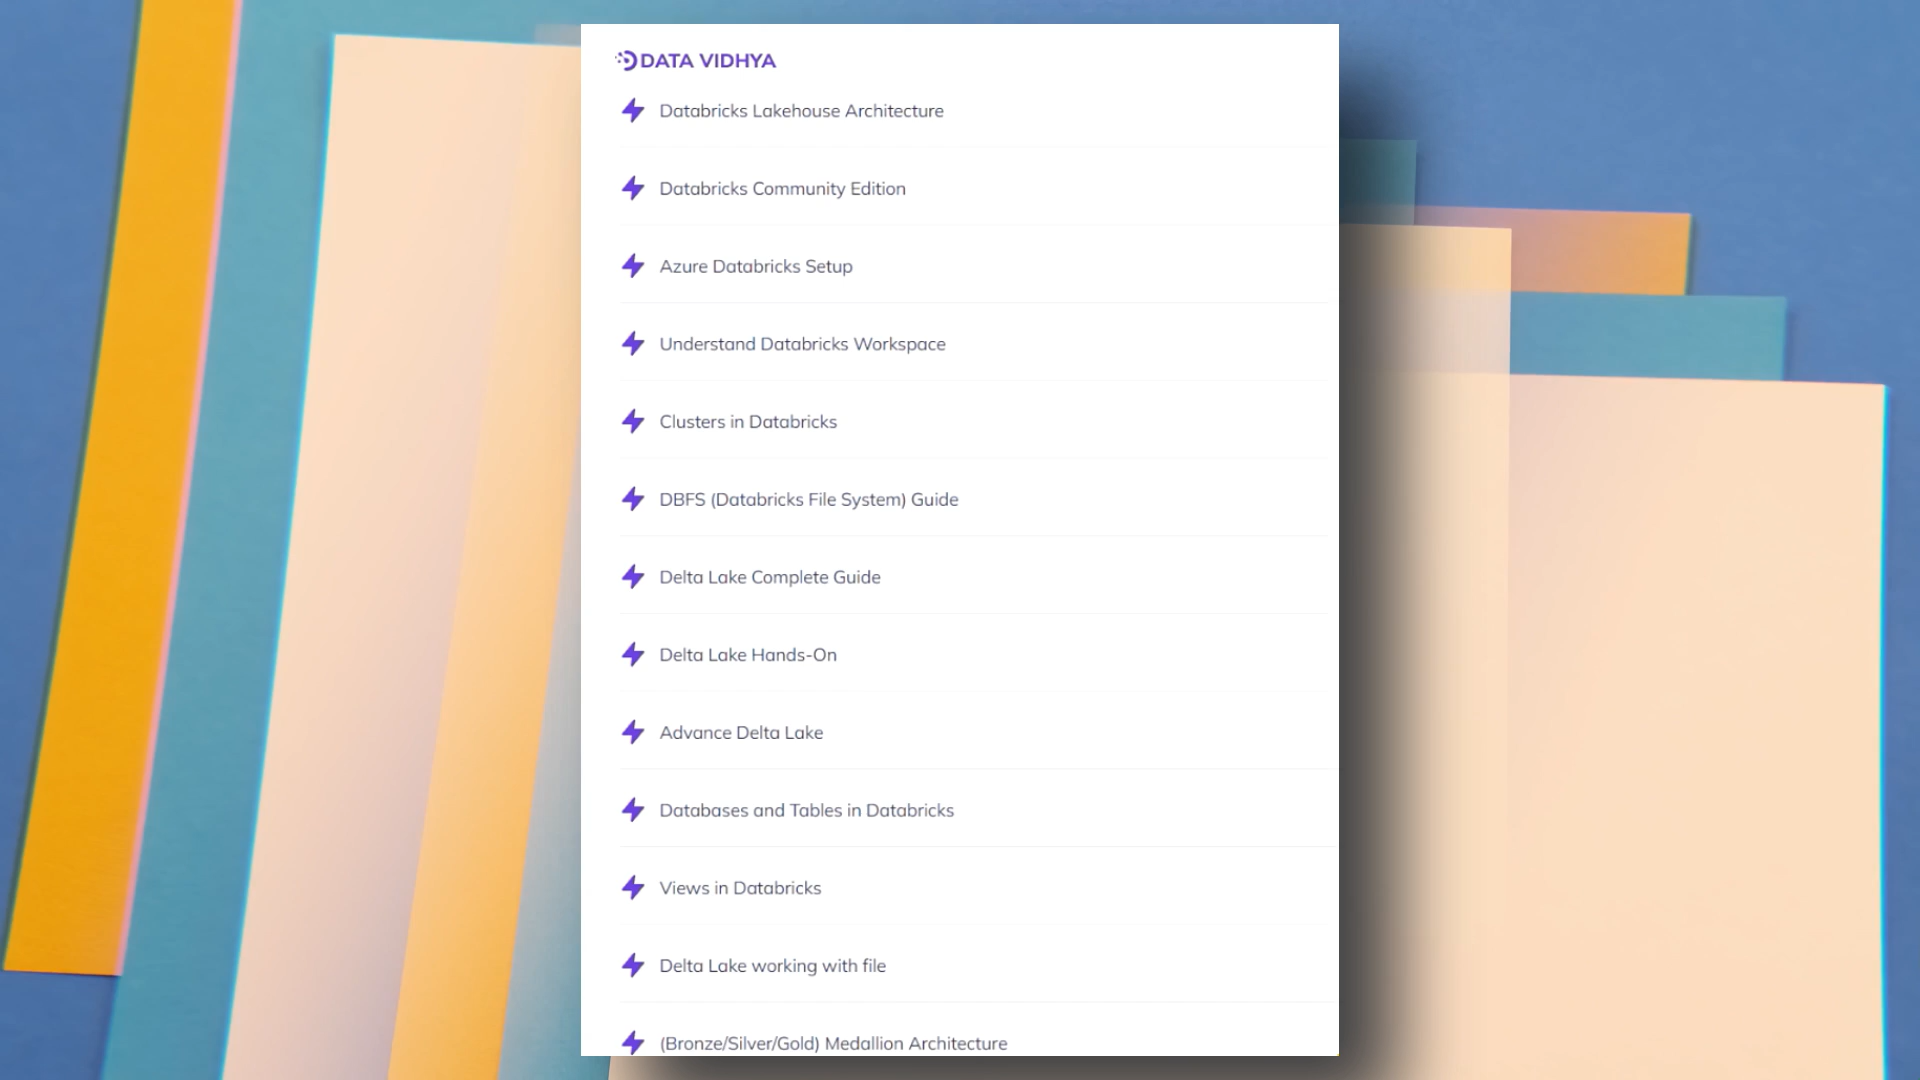 DATA VIDHYA
Databricks Lakehouse Architecture
Databricks Community Edition
Azure Databricks Setup
Understand Databricks Workspace
Clusters in Databricks
DBFS (Databricks File System) Guide
Delta Lake Complete Guide
Delta Lake Hands-On
Advance Delta Lake
Databases and Tables in Databricks
Views in Databricks
Delta Lake working with file
(Bronze/Silver/Gold) Medallion Architecture